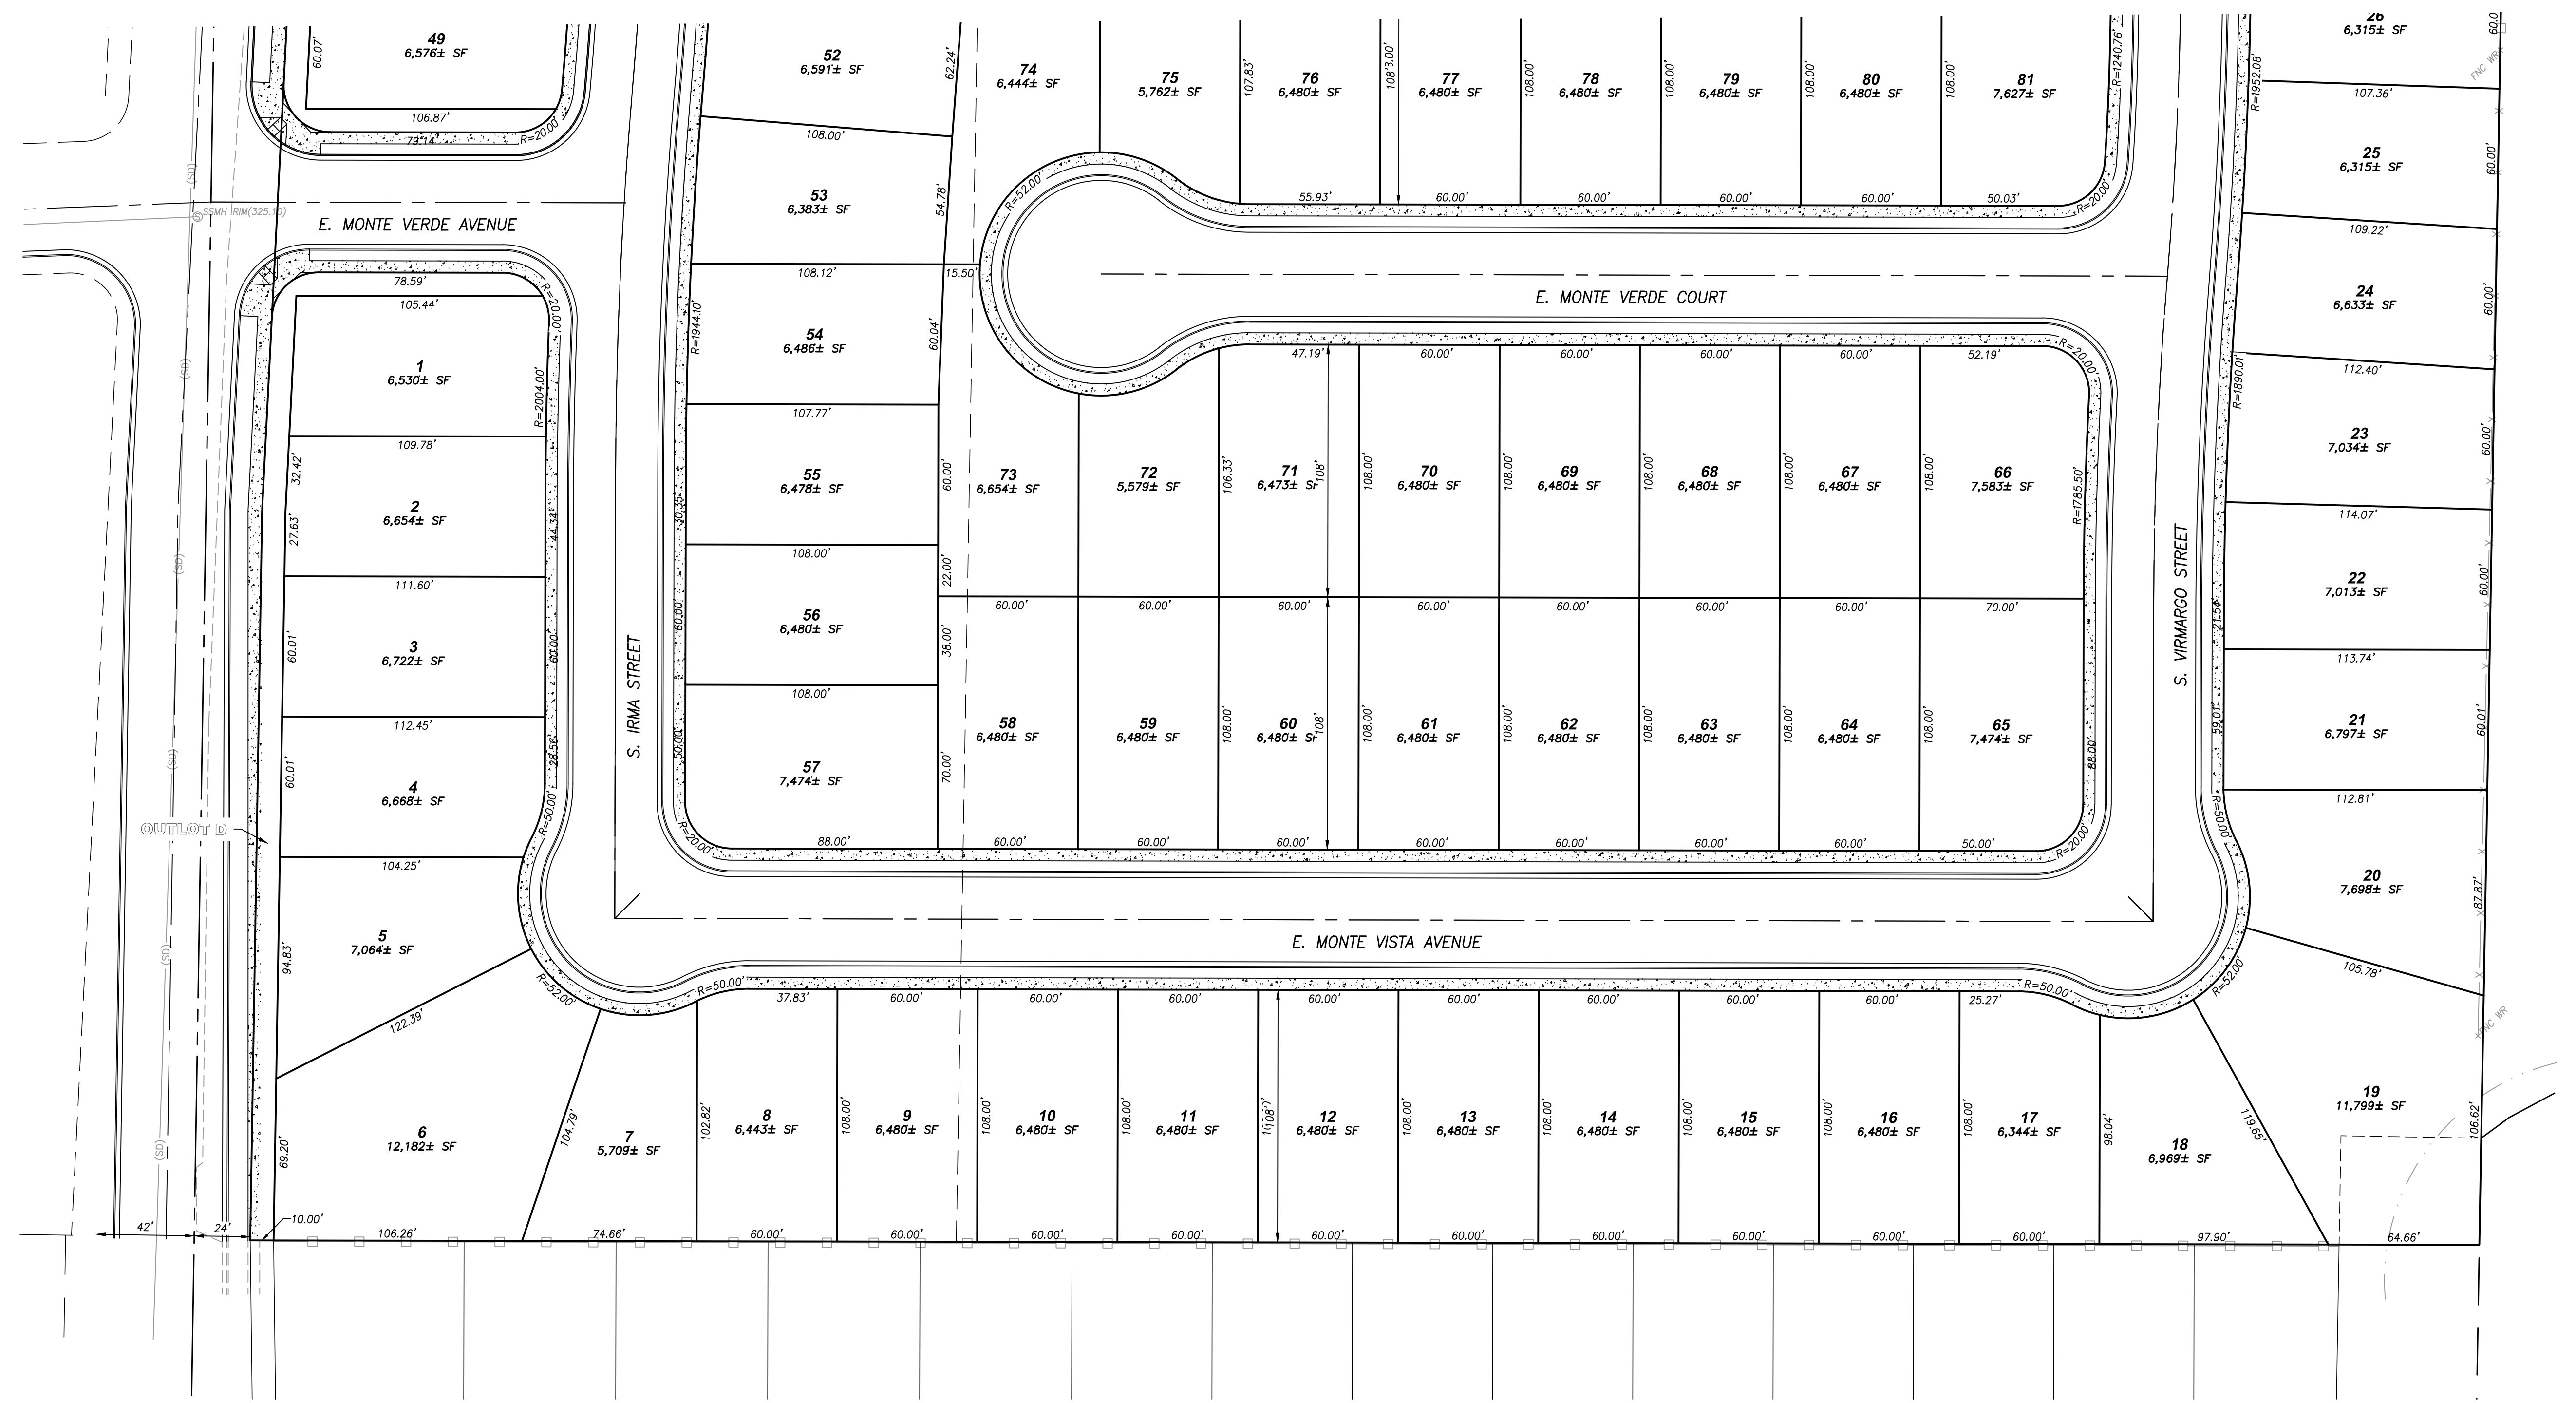 49
6,576± SF
60.07'
106.87'
79.14'
R=20.00'
52
6,591± SF
62.24'
108.00'
74
6,444± SF
75
5,762± SF
107.83'
76
6,480± SF
77
6,480± SF
108.00'
78
6,480± SF
108.00'
79
6,480± SF
108.00'
80
6,480± SF
108.00'
81
7,627± SF
R=1240.76'
R=1952.08'
26
6,315± SF
60.0
FNC WR
107.36'
(SD)
SSMH RIM(325.10)
S
E. MONTE VERDE AVENUE
53
6,383± SF
54.78'
R=52.00'
55.93'
60.00'
60.00'
60.00'
60.00'
50.03'
R=20.00'
25
6,315± SF
60.00'
109.22'
78.59'
105.44'
R=20.00'
108.12'
15.50'
E. MONTE VERDE COURT
24
6,633± SF
60.00'
112.40'
(SD)
1
6,530± SF
R=2004.00'
109.78'
R=1944.10'
54
6,486± SF
60.04'
107.77'
47.19'
60.00'
60.00'
60.00'
60.00'
52.19'
R=20.00'
R=1890.01'
23
7,034± SF
60.00'
114.07'
32.42'
27.63'
2
6,654± SF
44.34'
111.60'
30.35'
55
6,478± SF
60.00'
108.00'
73
6,654± SF
72
5,579± SF
106.33'
71
6,473± SF
108'
108.00'
70
6,480± SF
108.00'
69
6,480± SF
108.00'
68
6,480± SF
108.00'
67
6,480± SF
108.00'
66
7,583± SF
R=1785.50'
S. VIRMARGO STREET
22
7,013± SF
60.00'
21.54'
113.74'
(SD)
60.01'
3
6,722± SF
60.00'
112.45'
S. IRMA STREET
60.00'
56
6,480± SF
22.00'
38.00'
108.00'
60.00'
60.00'
60.00'
60.00'
60.00'
60.00'
60.00'
70.00'
59.01'
21
6,797± SF
60.01'
112.81'
(SD)
60.01'
4
6,668± SF
28.56'
R=50.00'
104.25'
OUTLOT D
50.00'
57
7,474± SF
70.00'
R=20.00'
88.00'
58
6,480± SF
60.00'
59
6,480± SF
60.00'
108.00'
60
6,480± SF
108'
60.00'
108.00'
61
6,480± SF
60.00'
108.00'
62
6,480± SF
60.00'
108.00'
63
6,480± SF
60.00'
108.00'
64
6,480± SF
60.00'
108.00'
65
7,474± SF
50.00'
88.00'
R=20.00'
R=50.00'
20
7,698± SF
87.87'
105.78'
(SD)
94.83'
5
7,064± SF
R=52.00'
122.39'
E. MONTE VISTA AVENUE
R=50.00'
37.83'
60.00'
60.00'
60.00'
60.00'
60.00'
60.00'
60.00'
60.00'
25.27'
R=50.00'
R=52.00'
FNC WR
(SD)
69.20'
6
12,182± SF
106.26'
104.79'
7
5,709± SF
74.66'
102.82'
8
6,443± SF
60.00'
108.00'
9
6,480± SF
60.00'
108.00'
10
6,480± SF
60.00'
108.00'
11
6,480± SF
60.00'
108'
12
6,480± SF
60.00'
108.00'
13
6,480± SF
60.00'
108.00'
14
6,480± SF
60.00'
108.00'
15
6,480± SF
60.00'
108.00'
16
6,480± SF
60.00'
108.00'
17
6,344± SF
60.00'
98.04'
18
6,969± SF
97.90'
119.65'
19
11,799± SF
106.62'
64.66'
42'
24'
10.00'